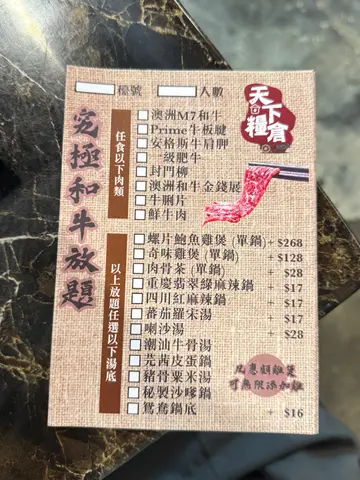 檯號 人數
天下糧倉
究極和牛放題
任食以下肉類
澳洲M7和牛
Prime牛板腱
安格斯牛肩胛
一級肥牛
封門柳
澳洲和牛金錢展
牛脷片
鮮牛肉
以上放題任選以下湯底
螺片鮑魚雞煲 (單鍋) + $268
奇味雞煲 (單鍋) + $128
肉骨茶 (單鍋) + $28
重慶翡翠綠麻辣鍋 + $17
四川紅麻辣鍋 + $17
蕃茄羅宋湯 + $17
喇沙湯 + $28
潮汕牛骨湯
芫茜皮蛋鍋
豬骨粟米湯
秘製沙嗲鍋
鴛鴦鍋底 + $16
凡惠顧雞煲
可無限添加雞